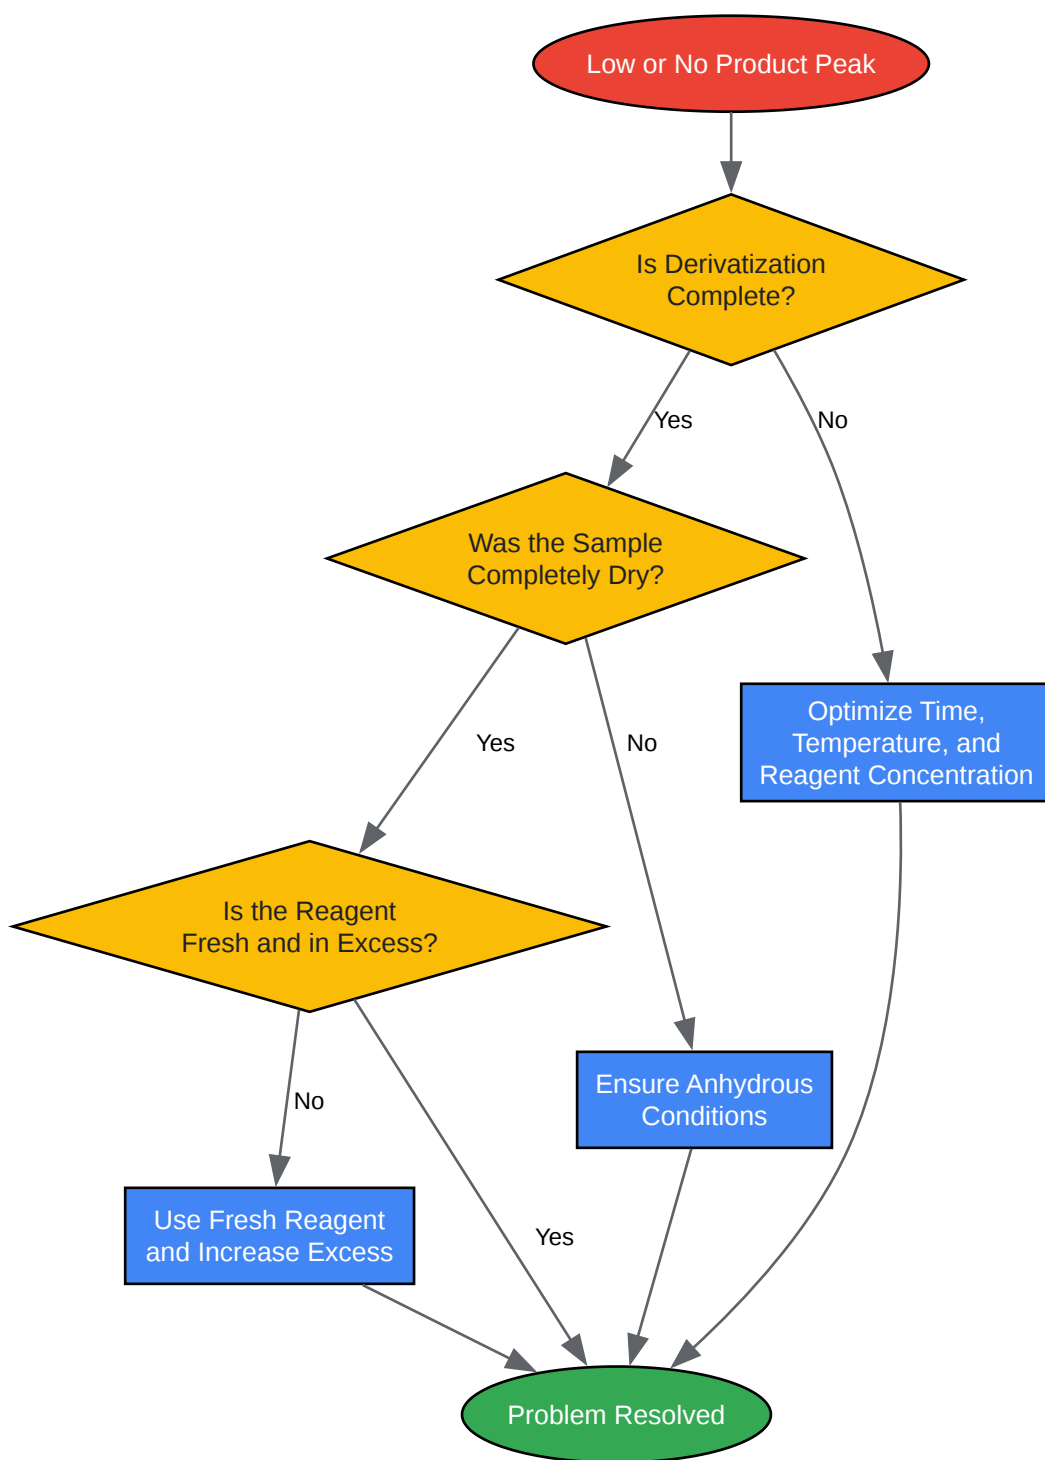 Low or No Product Peak
Is Derivatization
Complete?
Yes
No
Was the Sample
Completely Dry?
Optimize Time,
Temperature, and
Reagent Concentration
Yes
No
Is the Reagent
Fresh and in Excess?
Ensure Anhydrous
Conditions
No
Use Fresh Reagent
and Increase Excess
Yes
Problem Resolved